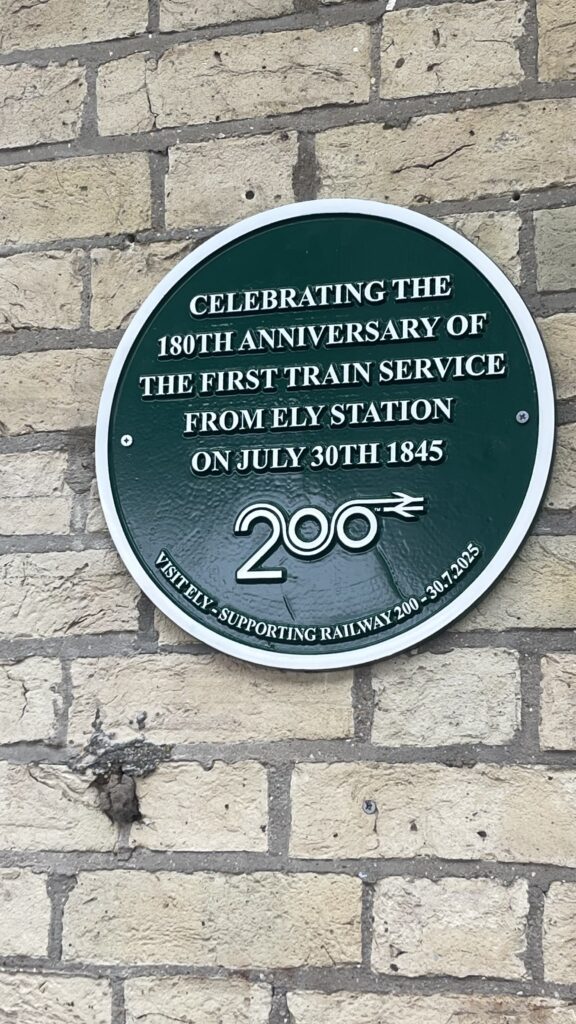 CELEBRATING THE
180TH ANNIVERSARY OF
THE FIRST TRAIN SERVICE
FROM ELY STATION
ON JULY 30TH 1845
200™
VISIT ELY - SUPPORTING RAILWAY 200 - 30.7.2025